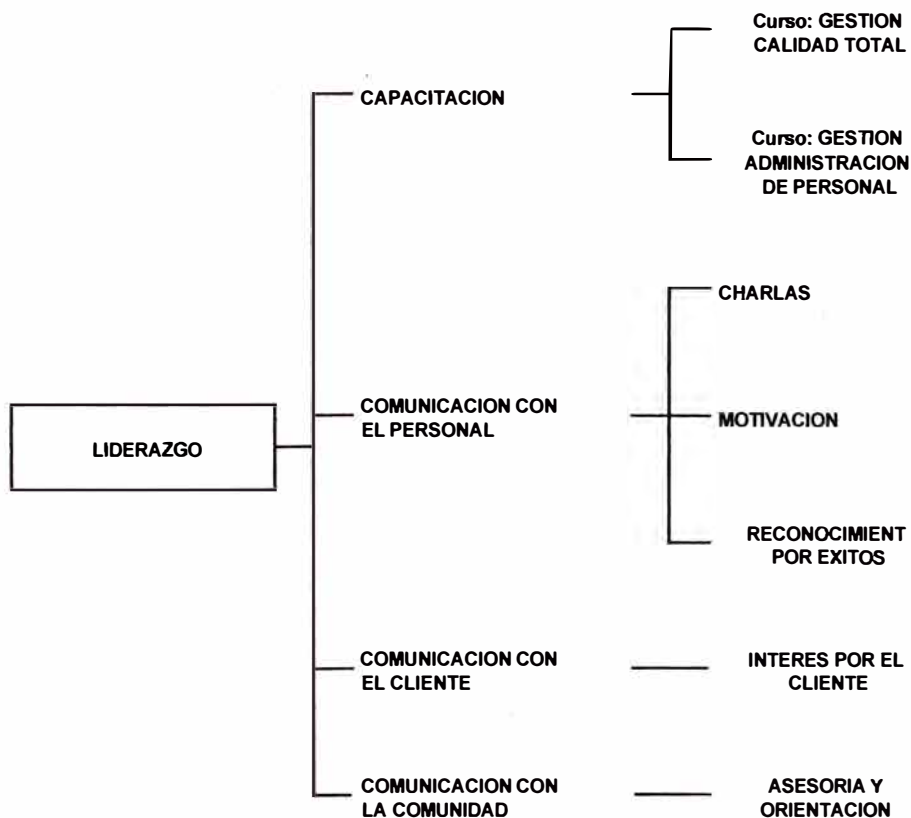 Curso: GESTION
CALIDAD TOTAL
CAPACITACION
Curso: GESTION
ADMINISTRACION
DE PERSONAL
CHARLAS
COMUNICACION CON
EL PERSONAL
MOTIVACION
LIDERAZGO
RECONOCIMIENT
POR EXITOS
COMUNICACION CON
EL CLIENTE
INTERES POR EL
CLIENTE
COMUNICACION CON
LA COMUNIDAD
ASESORIA Y
ORIENTACION